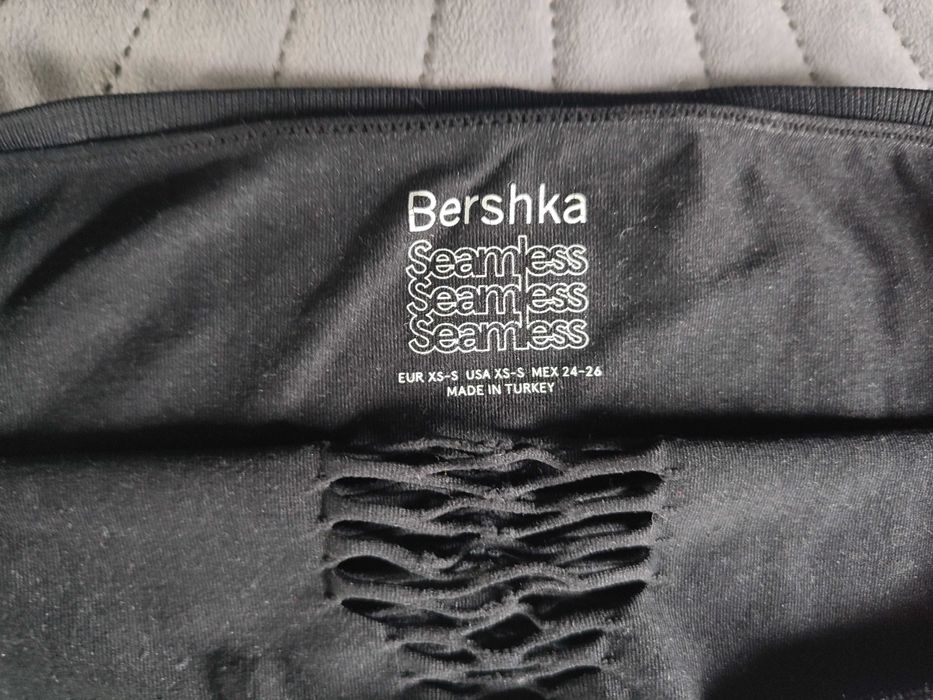 Bershka
Seamless
Seamless
Seamless
EUR XS-S USA XS-S MEX 24-26
MADE IN TURKEY